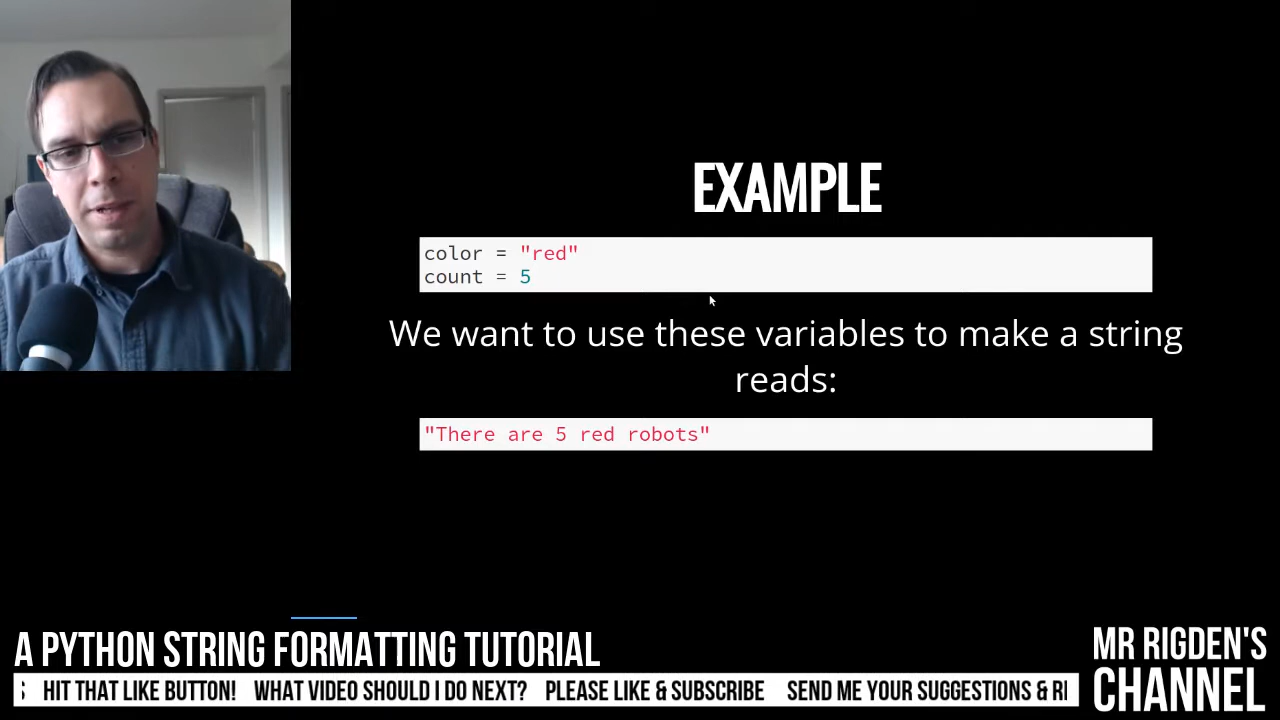 EXAMPLE
color = "red"
count = 5
We want to use these variables to make a string
reads:
"There are 5 red robots"
A PYTHON STRING FORMATTING TUTORIAL
HIT THAT LIKE BUTTON! WHAT VIDEO SHOULD I DO NEXT? PLEASE LIKE & SUBSCRIBE SEND ME YOUR SUGGESTIONS &
MR RIGDEN'S
CHANNEL